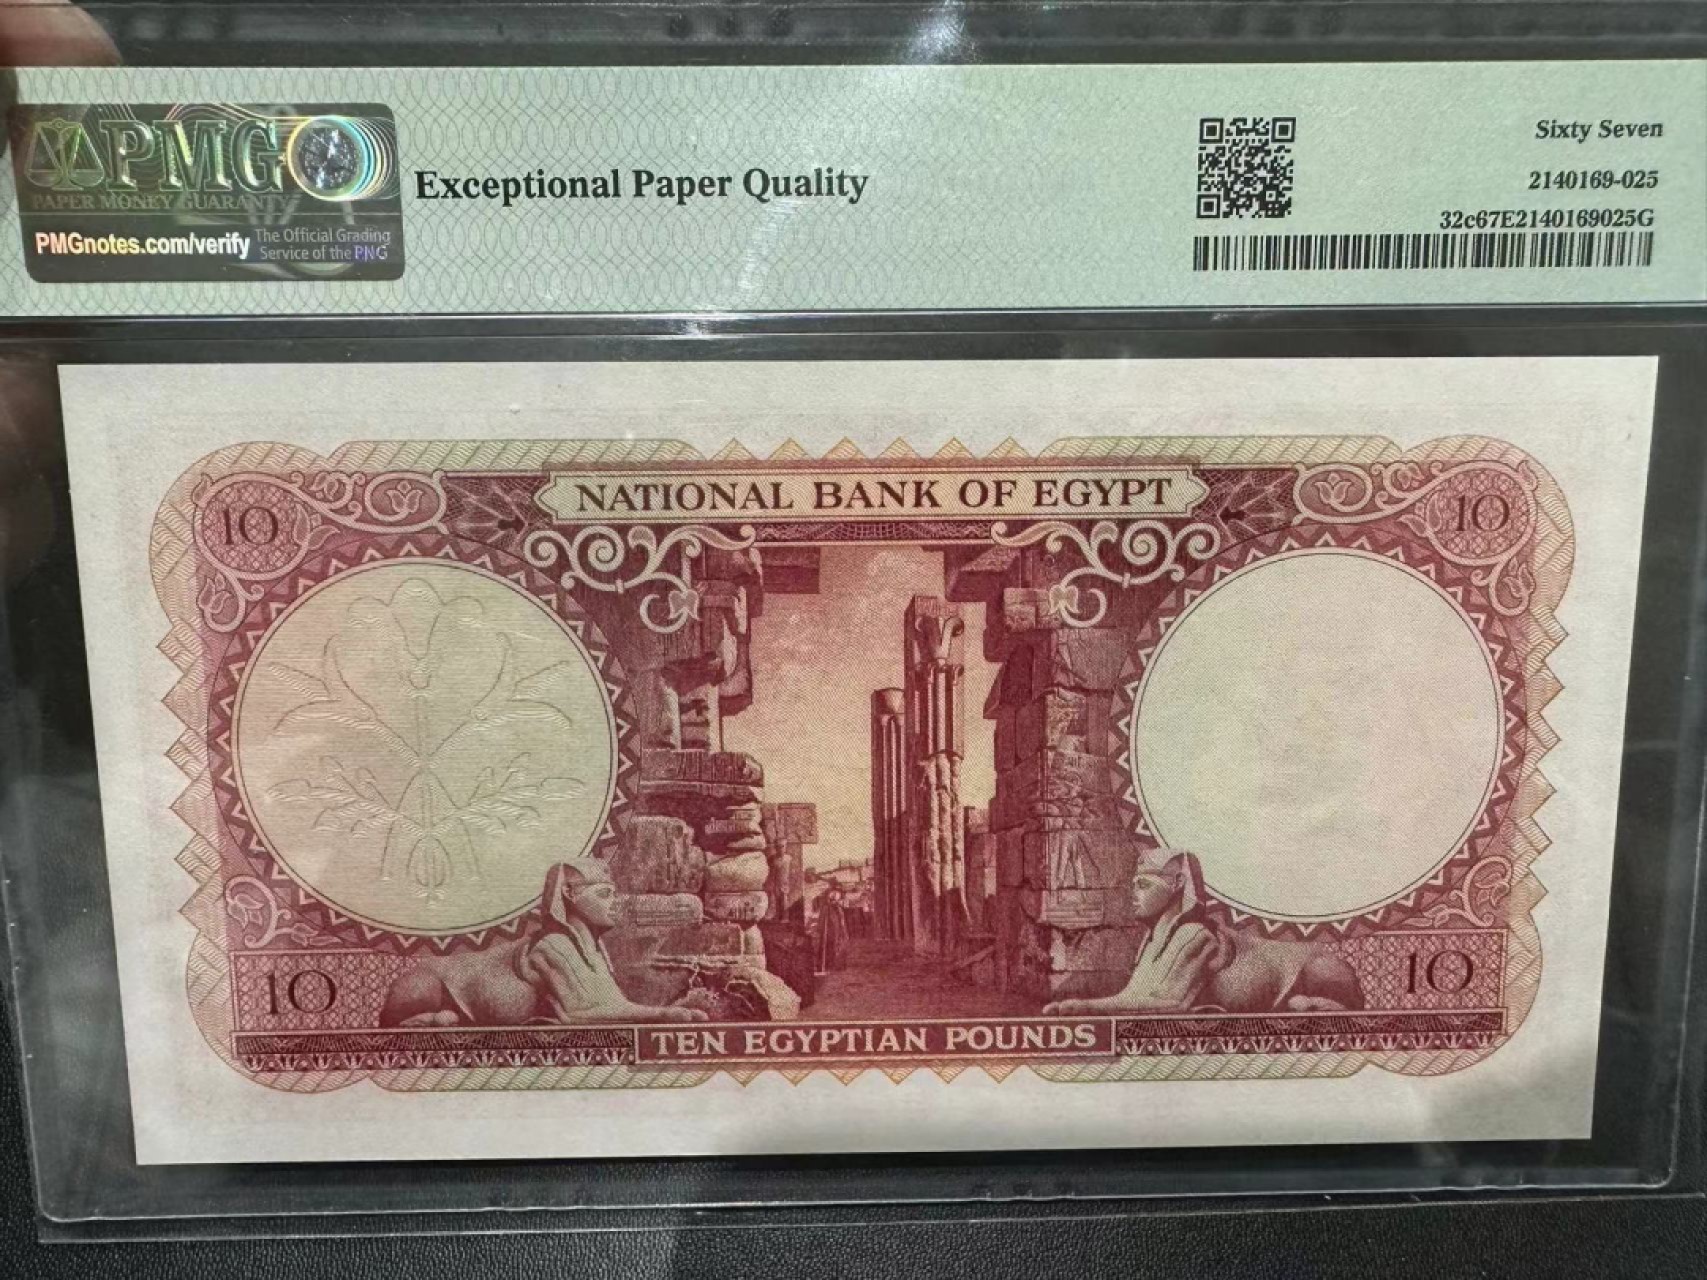 PMG
PAPER MONEY GUARANTY
PMGnotes.com/verify
The Official Grading
Service of the PNG
Exceptional Paper Quality
Sixty Seven
2140169-025
32c67E2140169025G
10
NATIONAL BANK OF EGYPT
10
10
TEN EGYPTIAN POUNDS
10